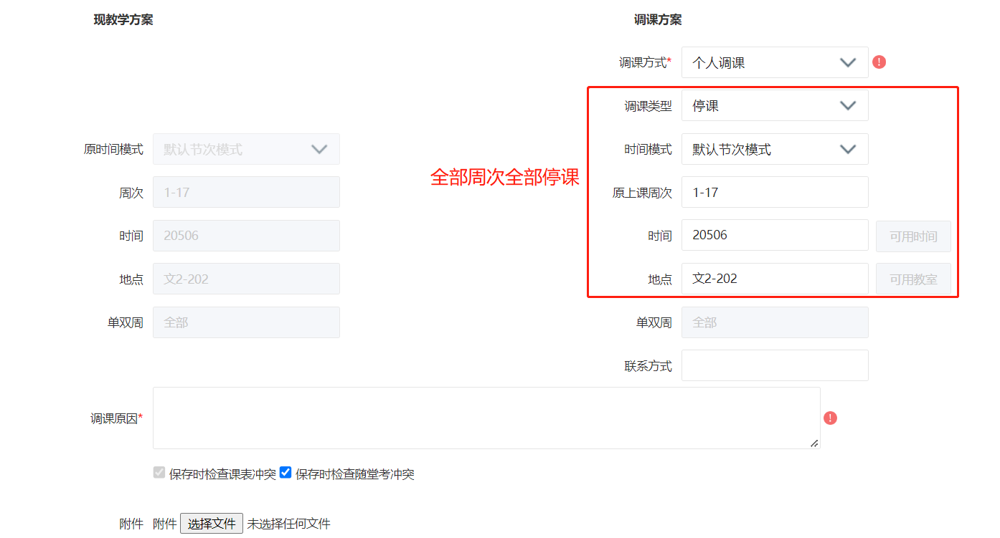 现教学方案 调课方案
调课方式* 个人调课
调课类型 停课
原时间模式 默认节次模式 时间模式 默认节次模式
全部周次全部停课
周次 1-17 原上课周次 1-17
时间 20506 时间 20506 可用时间
地点 文2-202 地点 文2-202 可用教室
单双周 全部 单双周 全部
联系方式
调课原因*
保存时检查课表冲突 保存时检查随堂考冲突
附件 附件 选择文件 未选择任何文件